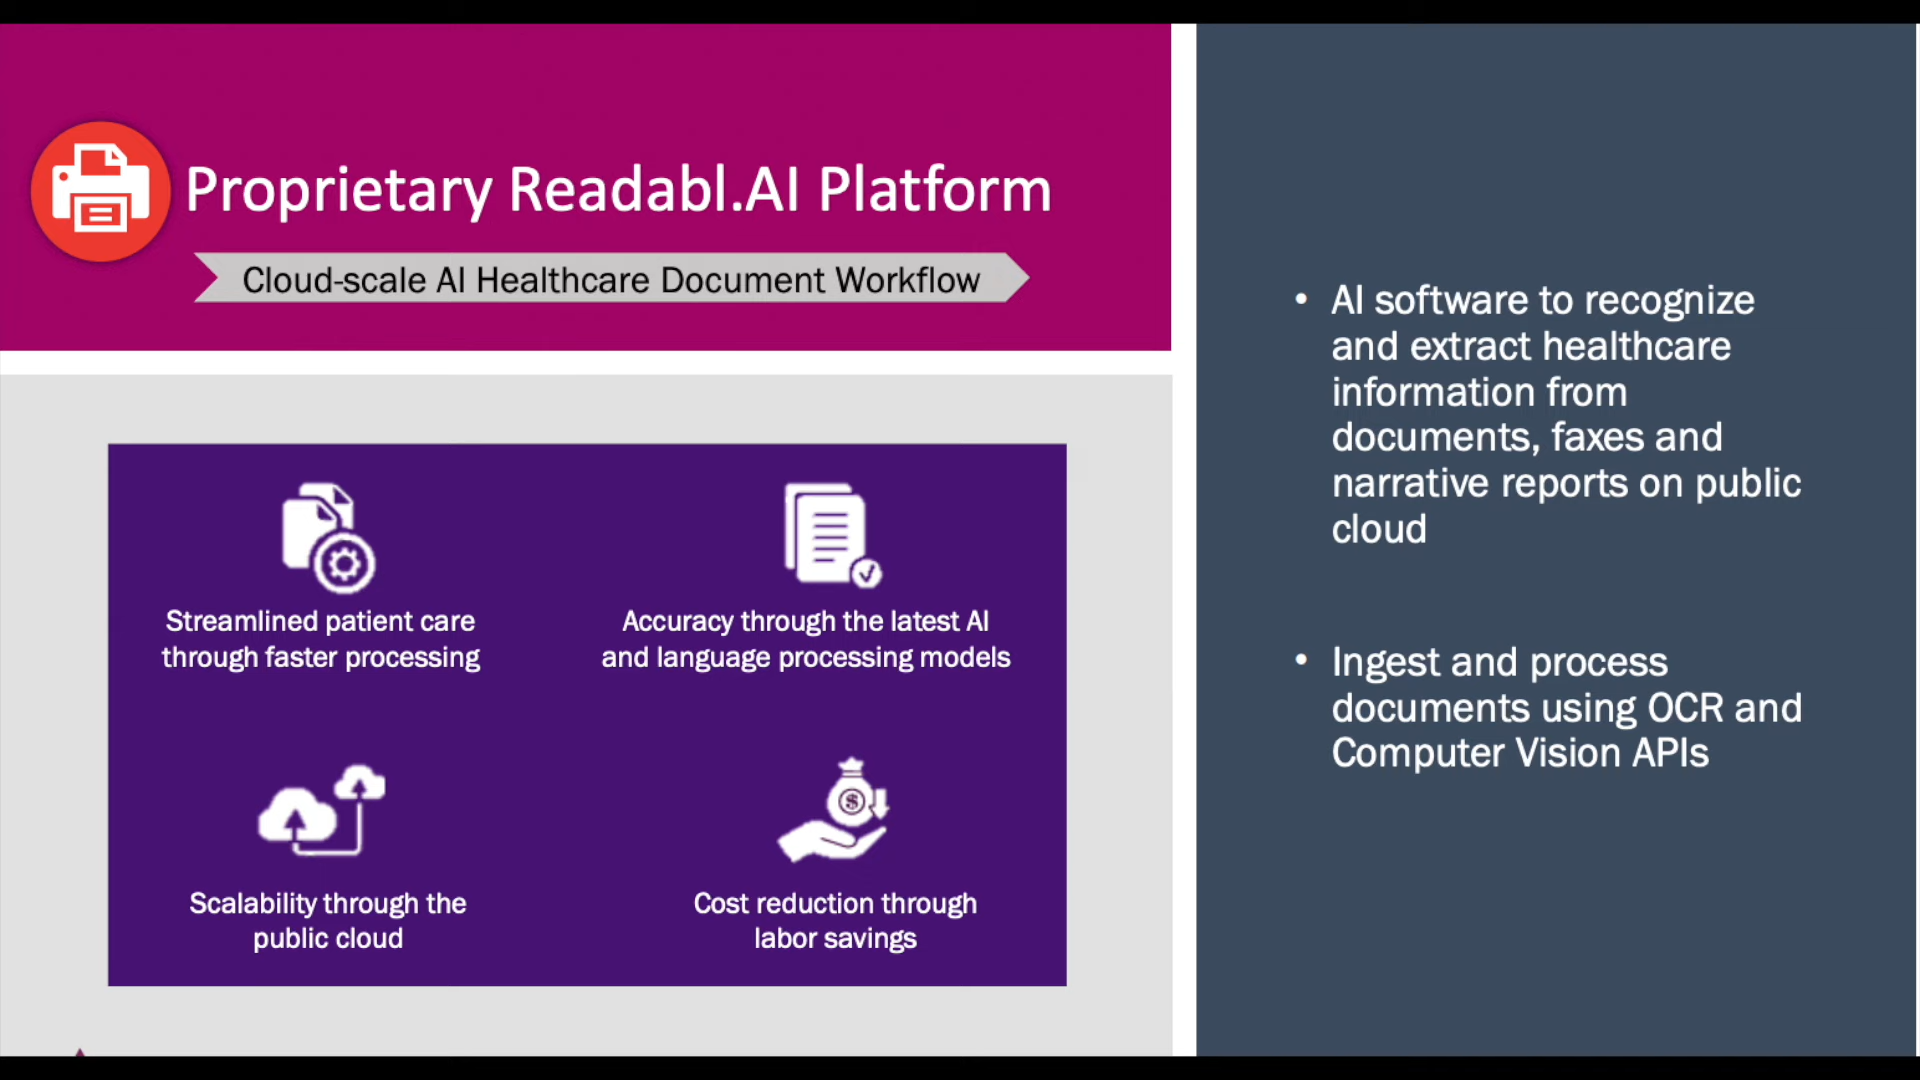 Proprietary Readabl.AI Platform
Cloud-scale AI Healthcare Document Workflow
Streamlined patient care
through faster processing
Accuracy through the latest AI
and language processing models
Scalability through the
public cloud
Cost reduction through
labor savings
• AI software to recognize
and extract healthcare
information from
documents, faxes and
narrative reports on public
cloud
• Ingest and process
documents using OCR and
Computer Vision APIs